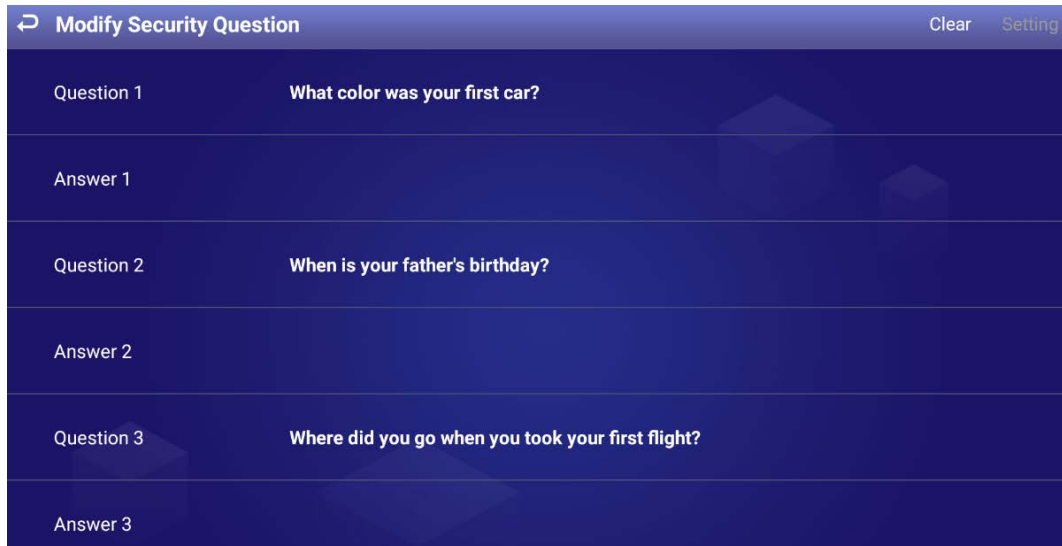 Modify Security Question Clear Setting
Question 1 What color was your first car?
Answer 1
Question 2 When is your father's birthday?
Answer 2
Question 3 Where did you go when you took your first flight?
Answer 3